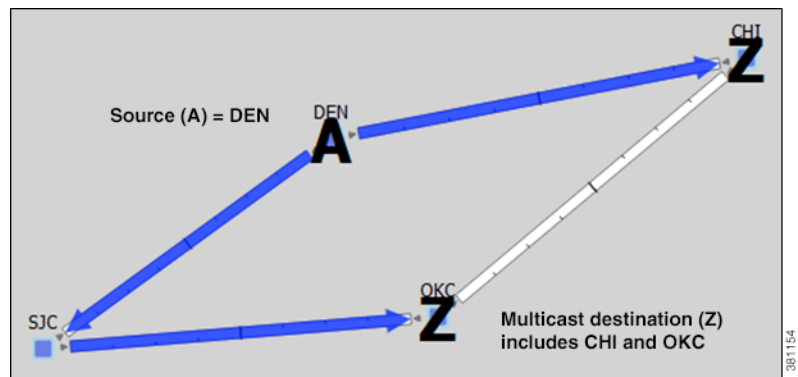 CHI
Z
Source (A) = DEN
DEN
A
SJC
OKC
Z
Multicast destination (Z)
includes CHI and OKC
381154